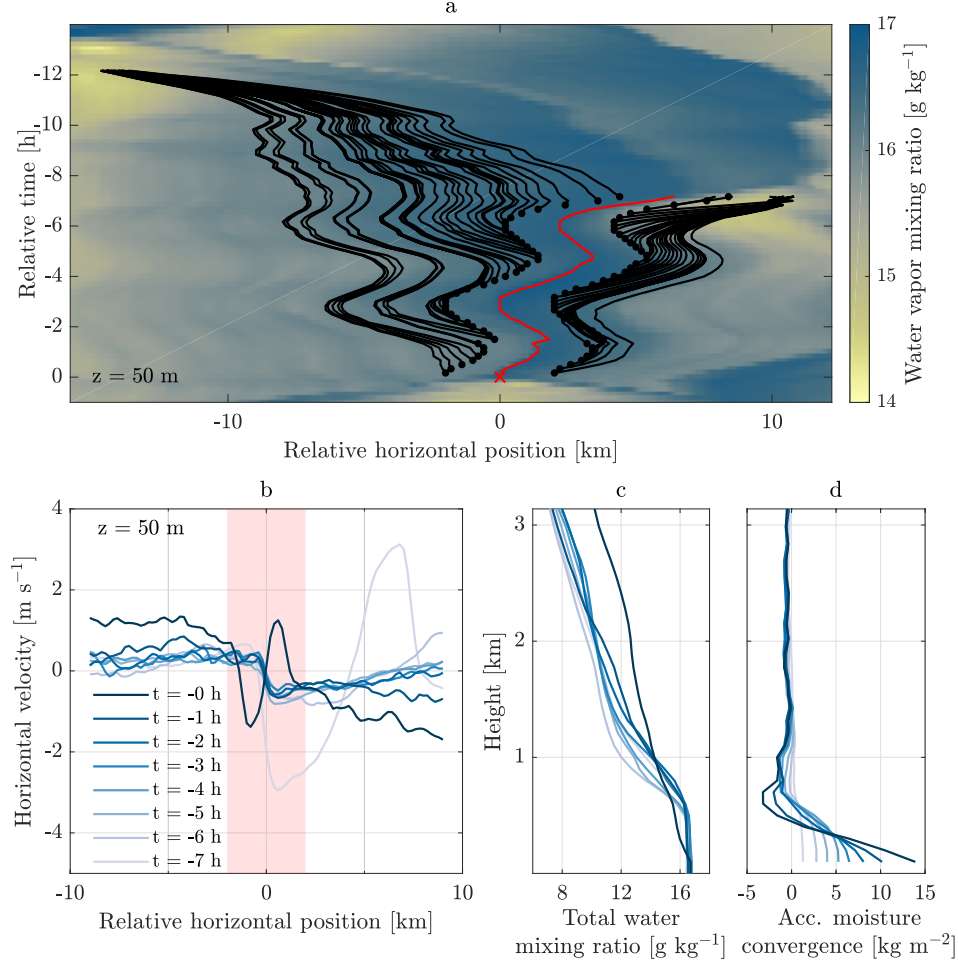 a
-12
-10
-8
-6
-4
-2
0
Relative time [h]
z = 50 m
-10
0
10
Relative horizontal position [km]
17
16
15
14
Water vapor mixing ratio [g kg⁻¹]
b
z = 50 m
4
2
0
-2
-4
Horizontal velocity [m s⁻¹]
t = -0 h
t = -1 h
t = -2 h
t = -3 h
t = -4 h
t = -5 h
t = -6 h
t = -7 h
-10
0
10
Relative horizontal position [km]
c
3
2
1
Height [km]
8
12
16
Total water
mixing ratio [g kg⁻¹]
d
-5
0
5
10
15
Acc. moisture
convergence [kg m⁻²]